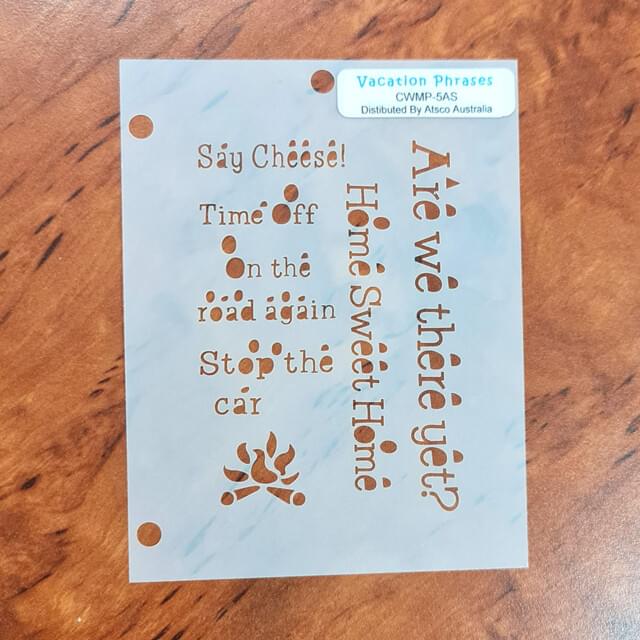 Vacation Phrases
CWMP-5AS
Distibuted By Atsco Australia
Say Cheese!
Time Off
On the
road again
Stop the
car
Home Sweet Home
Are we there yet?